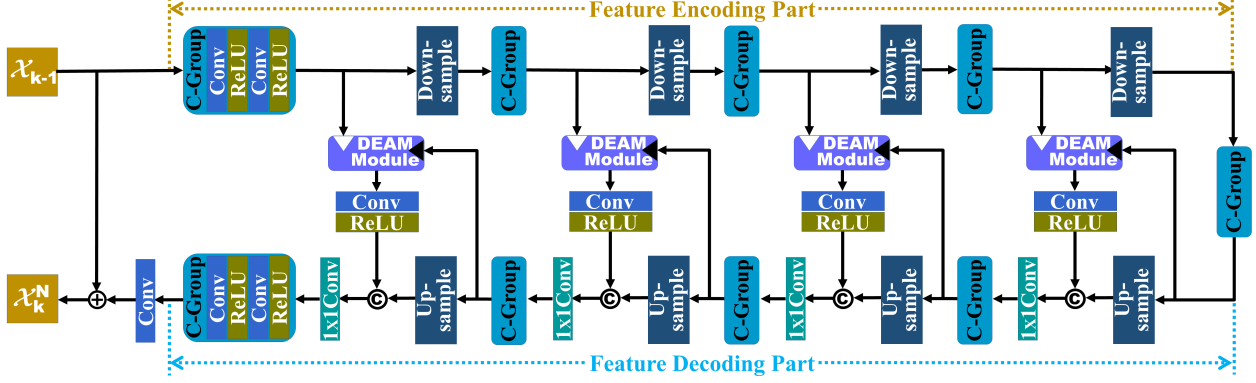 Feature Encoding Part
𝒳k-1
C-Group
Conv
ReLU
Conv
ReLU
Down-
sample
C-Group
Down-
sample
C-Group
Down-
sample
C-Group
Down-
sample
DEAM
Module
DEAM
Module
DEAM
Module
DEAM
Module
C-Group
Conv
ReLU
Conv
ReLU
Conv
ReLU
Conv
ReLU
𝒳kN
+
Conv
C-Group
Conv
ReLU
Conv
ReLU
1x1Conv
C
Up-
sample
C-Group
1x1Conv
C
Up-
sample
C-Group
1x1Conv
C
Up-
sample
C-Group
1x1Conv
C
Up-
sample
Feature Decoding Part